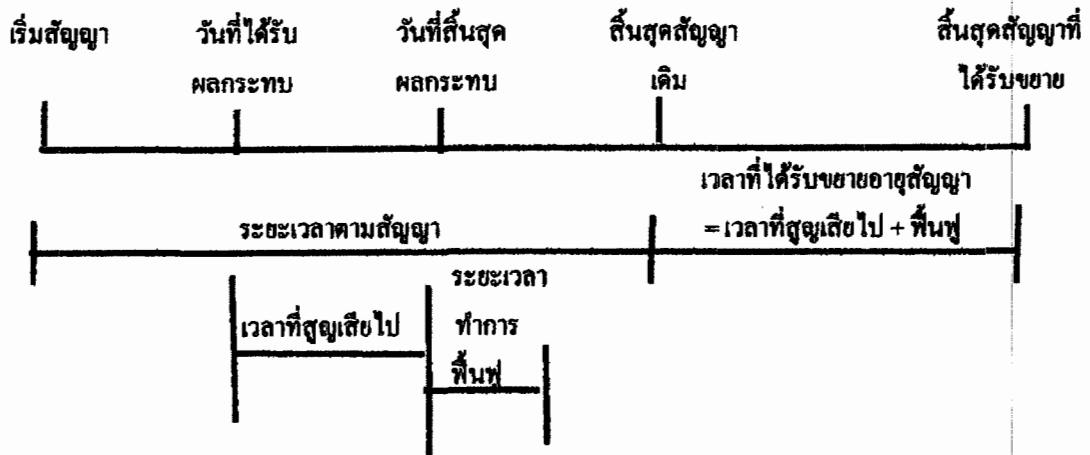 เริ่มสัญญา วันที่ได้รับ วันที่สิ้นสุด สิ้นสุดสัญญา สิ้นสุดสัญญาที่
ผลกระทบ ผลกระทบ เดิม ได้รับขยาย
เวลาที่ได้รับขยายอายุสัญญา
ระยะเวลาตามสัญญา = เวลาที่สูญเสียไป + ฟื้นฟู
ระยะเวลา
เวลาที่สูญเสียไป ทำการ
ฟื้นฟู